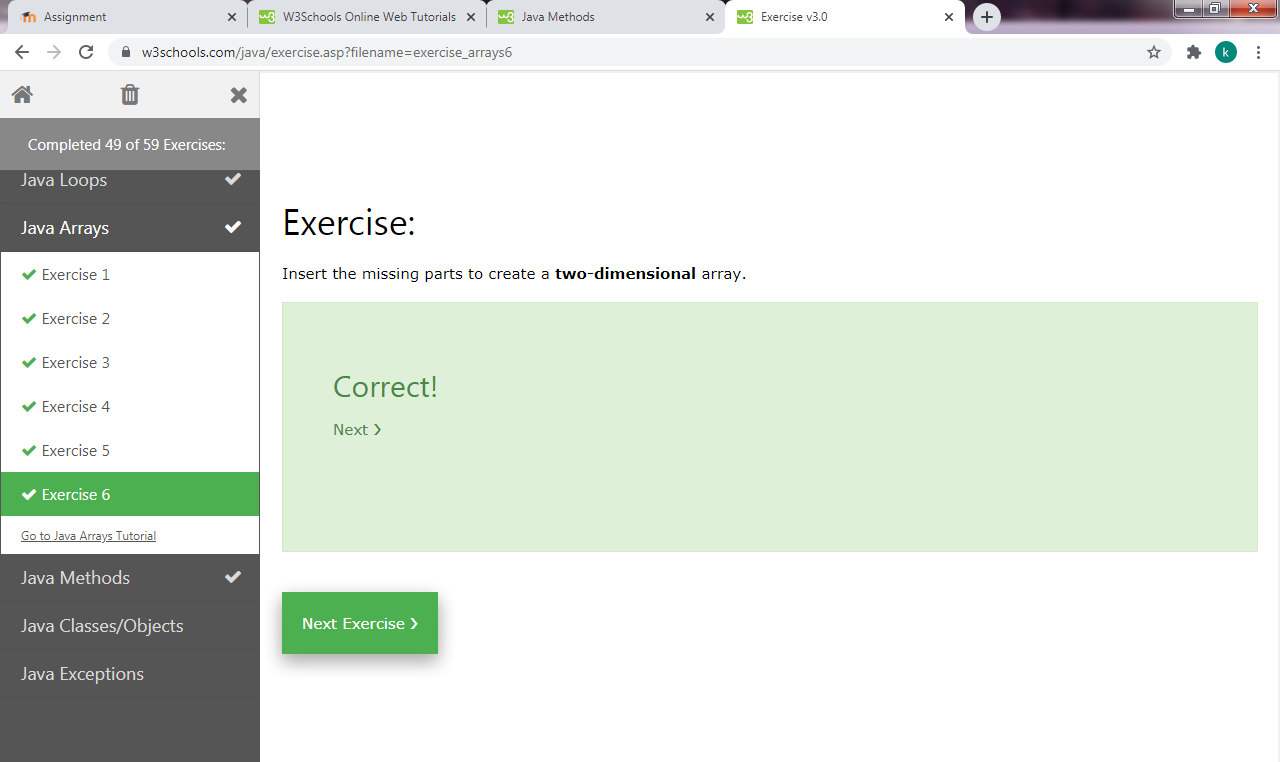 Assignment
W3Schools Online Web Tutorials
Java Methods
Exercise v3.0
w3schools.com/java/exercise.asp?filename=exercise_arrays6
k
Completed 49 of 59 Exercises:
Java Loops
Java Arrays
Exercise 1
Exercise 2
Exercise 3
Exercise 4
Exercise 5
Exercise 6
Go to Java Arrays Tutorial
Java Methods
Java Classes/Objects
Java Exceptions
Exercise:
Insert the missing parts to create a two-dimensional array.
Correct!
Next ❯
Next Exercise ❯